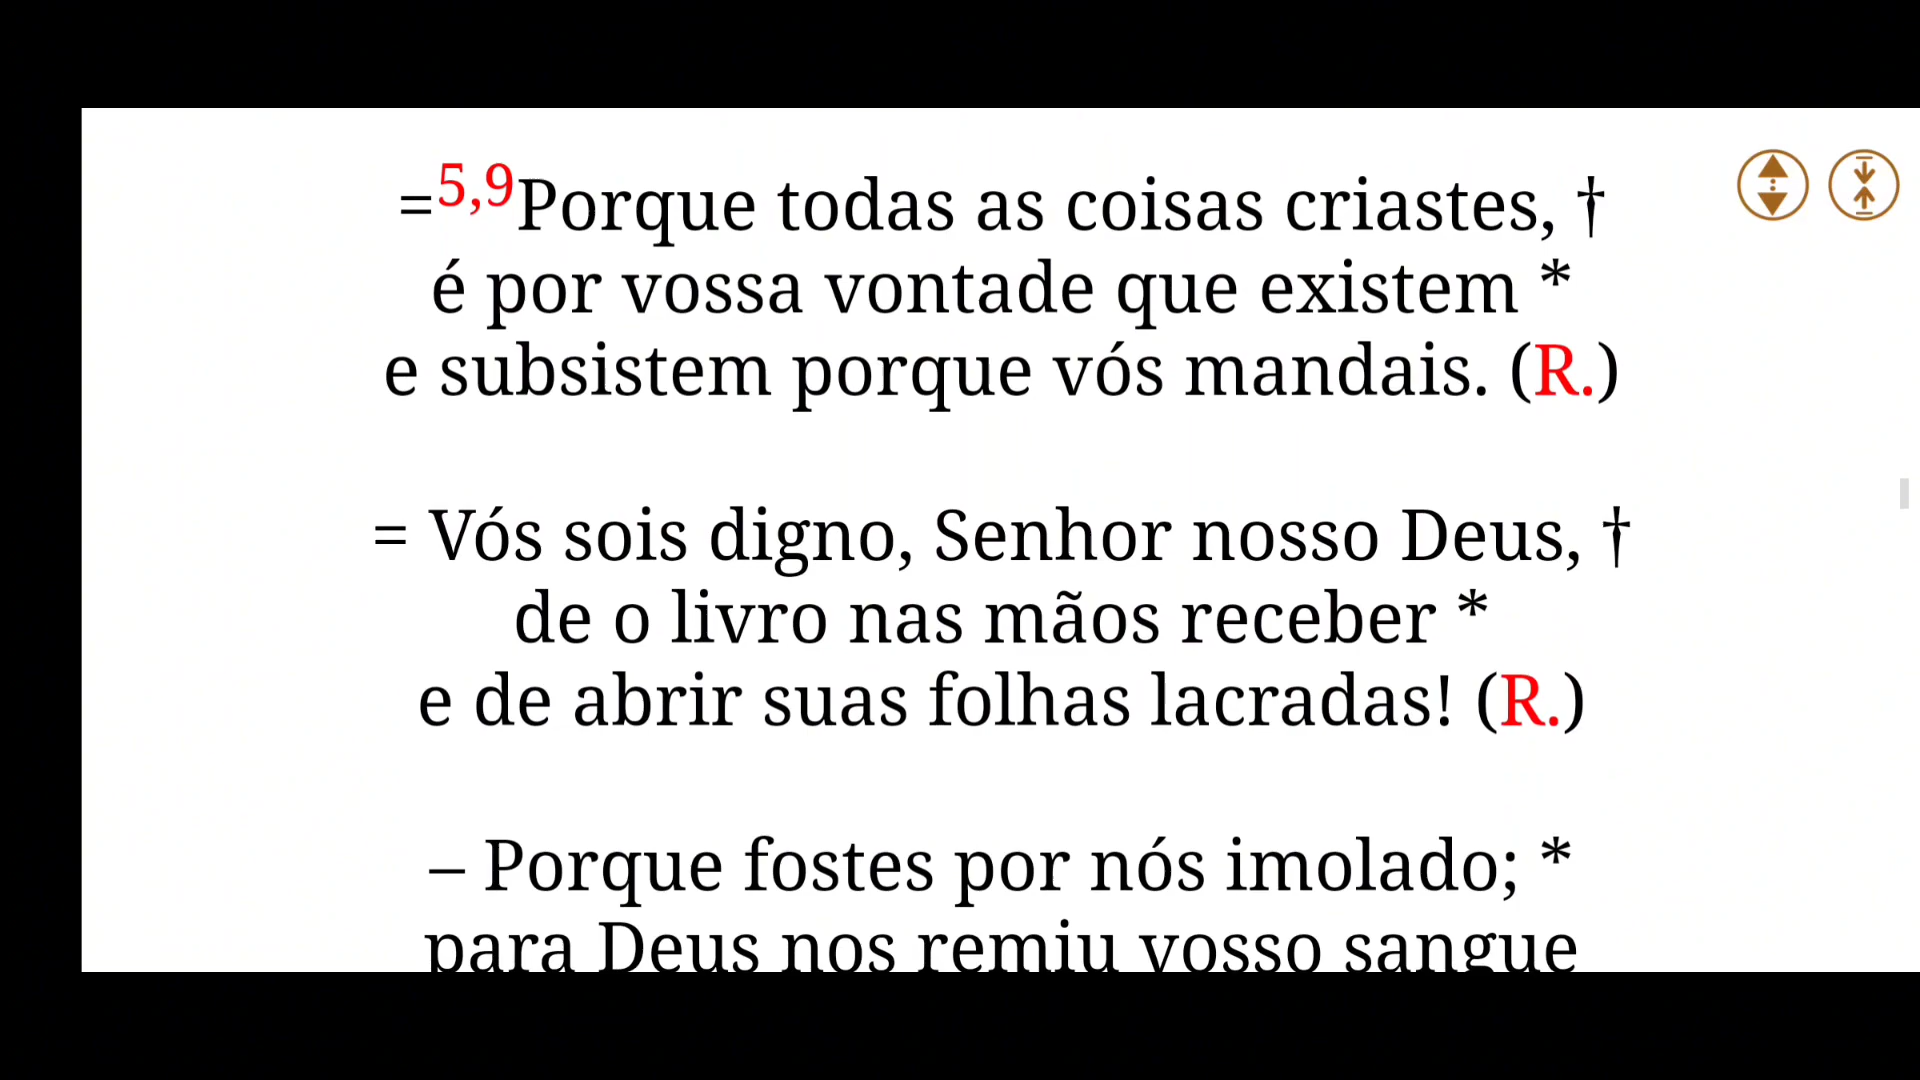 =5,9Porque todas as coisas criastes, †
é por vossa vontade que existem *
e subsistem porque vós mandais. (R.)
= Vós sois digno, Senhor nosso Deus, †
de o livro nas mãos receber *
e de abrir suas folhas lacradas! (R.)
– Porque fostes por nós imolado; *
para Deus nos remiu vosso sangue